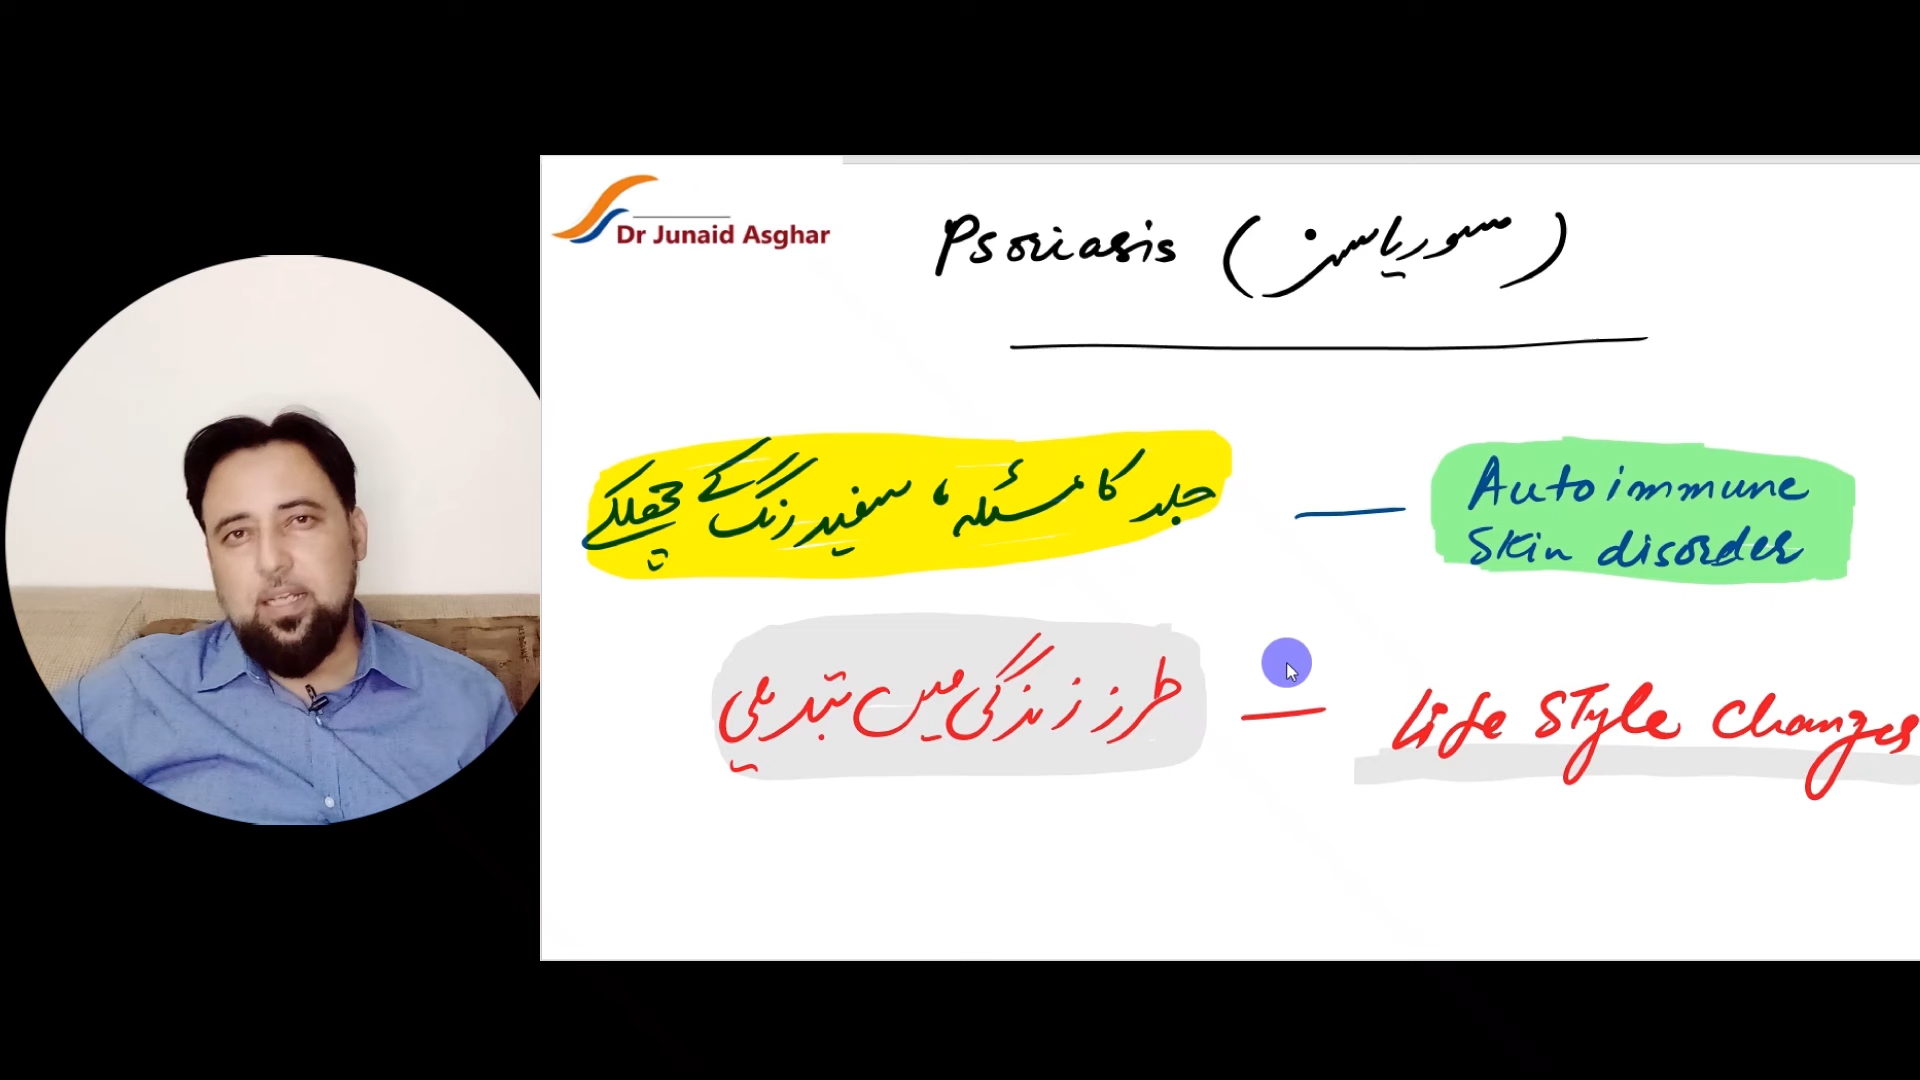 Dr Junaid Asghar
Psoriasis (سوریاسز)
جلد کا مسئلہ، سفید رنگ کے چھلکے
— Autoimmune
Skin disorder
طرز زندگی میں تبدیلی — Life Style Changes